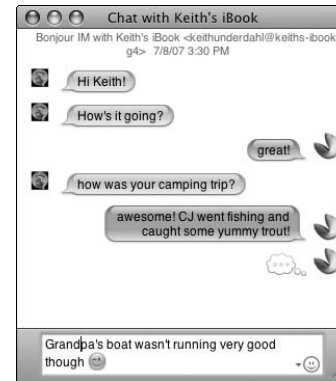 Chat with Keith's iBook
Bonjour IM with Keith's iBook <keithunderdahl@keiths-ibook
g4> 7/8/07 3:30 PM
Hi Keith!
How's it going?
great!
how was your camping trip?
awesome! CJ went fishing and
caught some yummy trout!
Grandpa's boat wasn't running very good
though